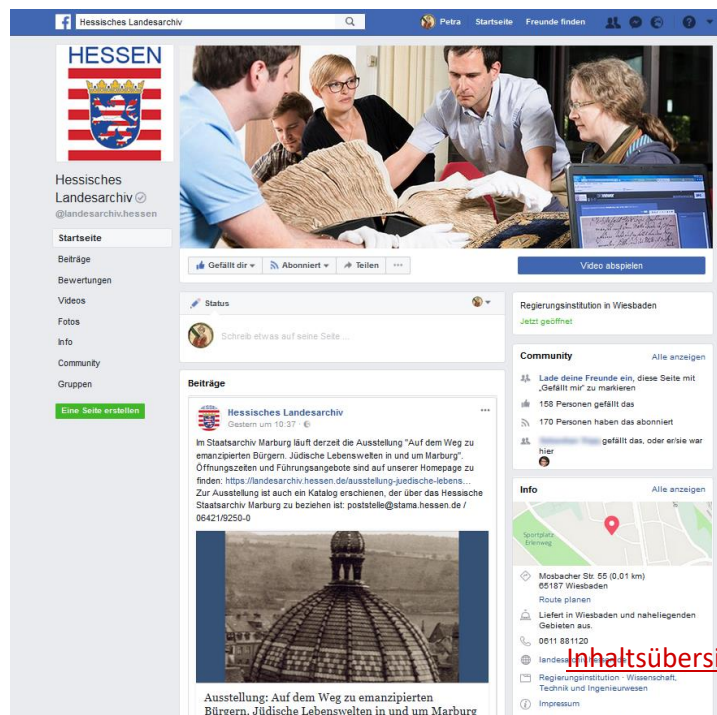 Hessisches Landesarchiv
Petra Startseite Freunde finden
HESSEN
Hessisches
Landesarchiv
@landesarchiv.hessen
Startseite
Beiträge
Bewertungen
Videos
Fotos
Info
Community
Gruppen
Eine Seite erstellen
Gefällt dir Abonniert Teilen ...
Video abspielen
Status
Schreib etwas auf seine Seite ...
Beiträge
Hessisches Landesarchiv
Gestern um 10:37 ·
Im Staatsarchiv Marburg läuft derzeit die Ausstellung "Auf dem Weg zu
emanzipierten Bürgern. Jüdische Lebenswelten in und um Marburg".
Öffnungszeiten und Führungsangebote sind auf unserer Homepage zu
finden: https://landesarchiv.hessen.de/ausstellung-juedische-lebens...
Zur Ausstellung ist auch ein Katalog erschienen, der über das Hessische
Staatsarchiv Marburg zu beziehen ist: poststelle@stama.hessen.de /
06421/9250-0
Ausstellung: Auf dem Weg zu emanzipierten
Bürgern. Jüdische Lebenswelten in und um Marburg
Regierungsinstitution in Wiesbaden
Jetzt geöffnet
Community Alle anzeigen
Lade deine Freunde ein, diese Seite mit
„Gefällt mir“ zu markieren
158 Personen gefällt das
170 Personen haben das abonniert
gefällt das, oder er/sie war
hier
Info Alle anzeigen
Sportplatz
Erlenweg
Mosbacher Str. 55 (0,01 km)
65187 Wiesbaden
Route planen
Liefert in Wiesbaden und naheliegenden
Gebieten aus.
0611 881120
Inhaltsübersi
Regierungsinstitution · Wissenschaft,
Technik und Ingenieurwesen
Impressum